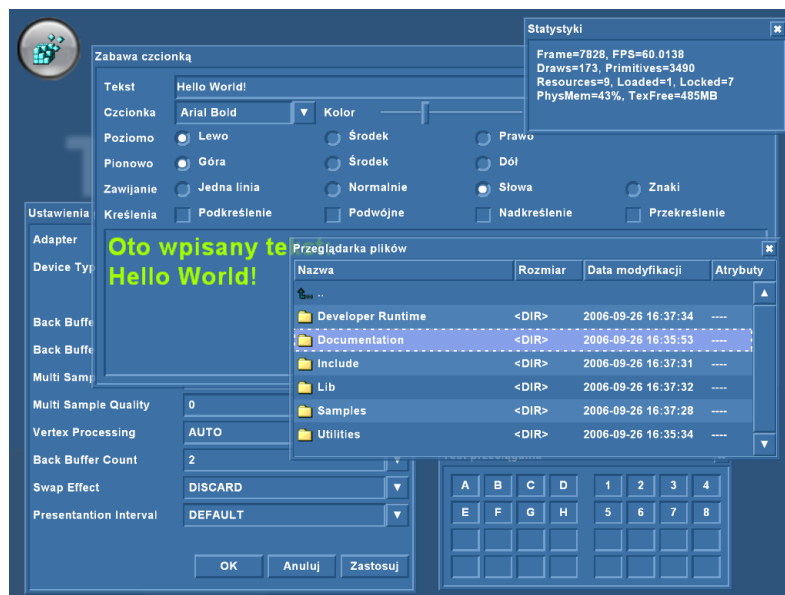 Statystyki
Frame=7828, FPS=60.0138
Draws=173, Primitives=3490
Resources=9, Loaded=1, Locked=7
PhysMem=43%, TexFree=485MB
Zabawa czcionką
Tekst Hello World!
Czcionka Arial Bold Kolor
Poziomo Lewo Środek Prawo
Pionowo Góra Środek Dół
Zawijanie Jedna linia Normalnie Słowa Znaki
Kreślenia Podkreślenie Podwójne Nadkreślenie Przekreślenie
Oto wpisany
Hello World!
Przeglądarka plików
Nazwa Rozmiar Data modyfikacji Atrybuty
..
Developer Runtime <DIR> 2006-09-26 16:37:34 ----
Documentation <DIR> 2006-09-26 16:35:53 ----
Include <DIR> 2006-09-26 16:37:31 ----
Lib <DIR> 2006-09-26 16:37:32 ----
Samples <DIR> 2006-09-26 16:37:28 ----
Utilities <DIR> 2006-09-26 16:35:34 ----
Ustawienia
Adapter
Device Typ
Back Buffe
Back Buffe
Multi Samp
Multi Sample Quality 0
Vertex Processing AUTO
Back Buffer Count 2
Swap Effect DISCARD
Presentantion Interval DEFAULT
OK Anuluj Zastosuj
A B C D 1 2 3 4
E F G H 5 6 7 8